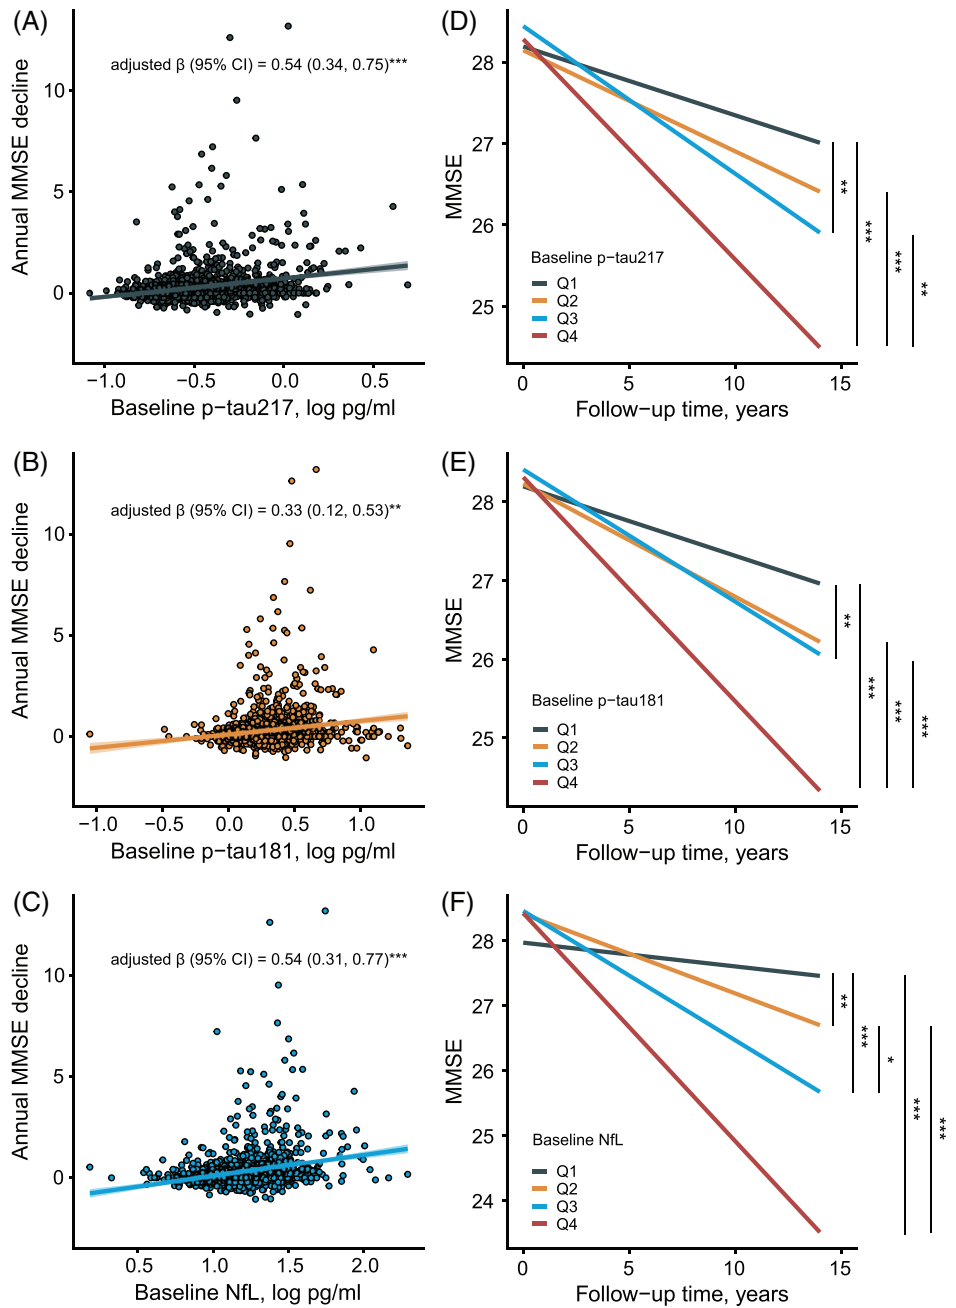 (A)
adjusted β (95% CI) = 0.54 (0.34, 0.75)***
Annual MMSE decline
10
5
0
−1.0 −0.5 0.0 0.5
Baseline p−tau217, log pg/ml
(D)
MMSE
28
27
26
25
Baseline p−tau217
Q1
Q2
Q3
Q4
**
***
***
**
0 5 10 15
Follow−up time, years
(B)
adjusted β (95% CI) = 0.33 (0.12, 0.53)**
Annual MMSE decline
10
5
0
−1.0 −0.5 0.0 0.5 1.0
Baseline p−tau181, log pg/ml
(E)
MMSE
28
27
26
25
Baseline p−tau181
Q1
Q2
Q3
Q4
**
***
***
***
0 5 10 15
Follow−up time, years
(C)
adjusted β (95% CI) = 0.54 (0.31, 0.77)***
Annual MMSE decline
10
5
0
0.5 1.0 1.5 2.0
Baseline NfL, log pg/ml
(F)
MMSE
28
27
26
25
24
Baseline NfL
Q1
Q2
Q3
Q4
**
***
*
***
***
0 5 10 15
Follow−up time, years